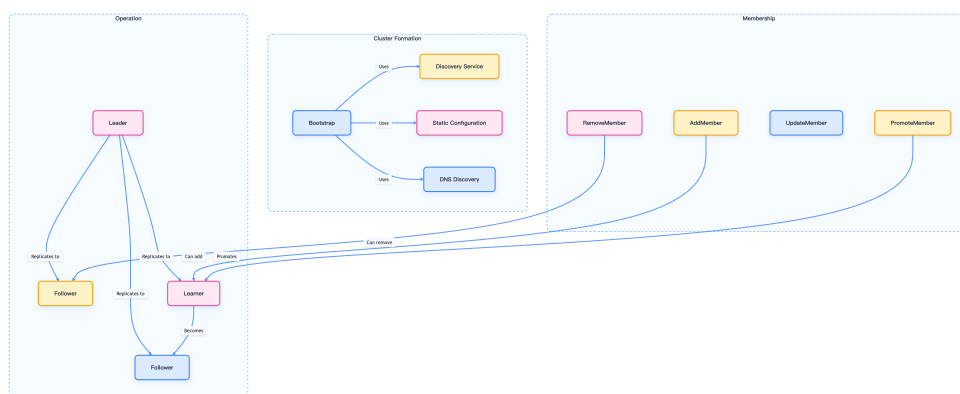 Operation
Cluster Formation
Membership
Discovery Service
Uses
Leader
Bootstrap
Uses
Static Configuration
RemoveMember
AddMember
UpdateMember
PromoteMember
Uses
DNS Discovery
Can remove
Replicates to
Replicates to
Can add
Promotes
Follower
Replicates to
Learner
Becomes
Follower